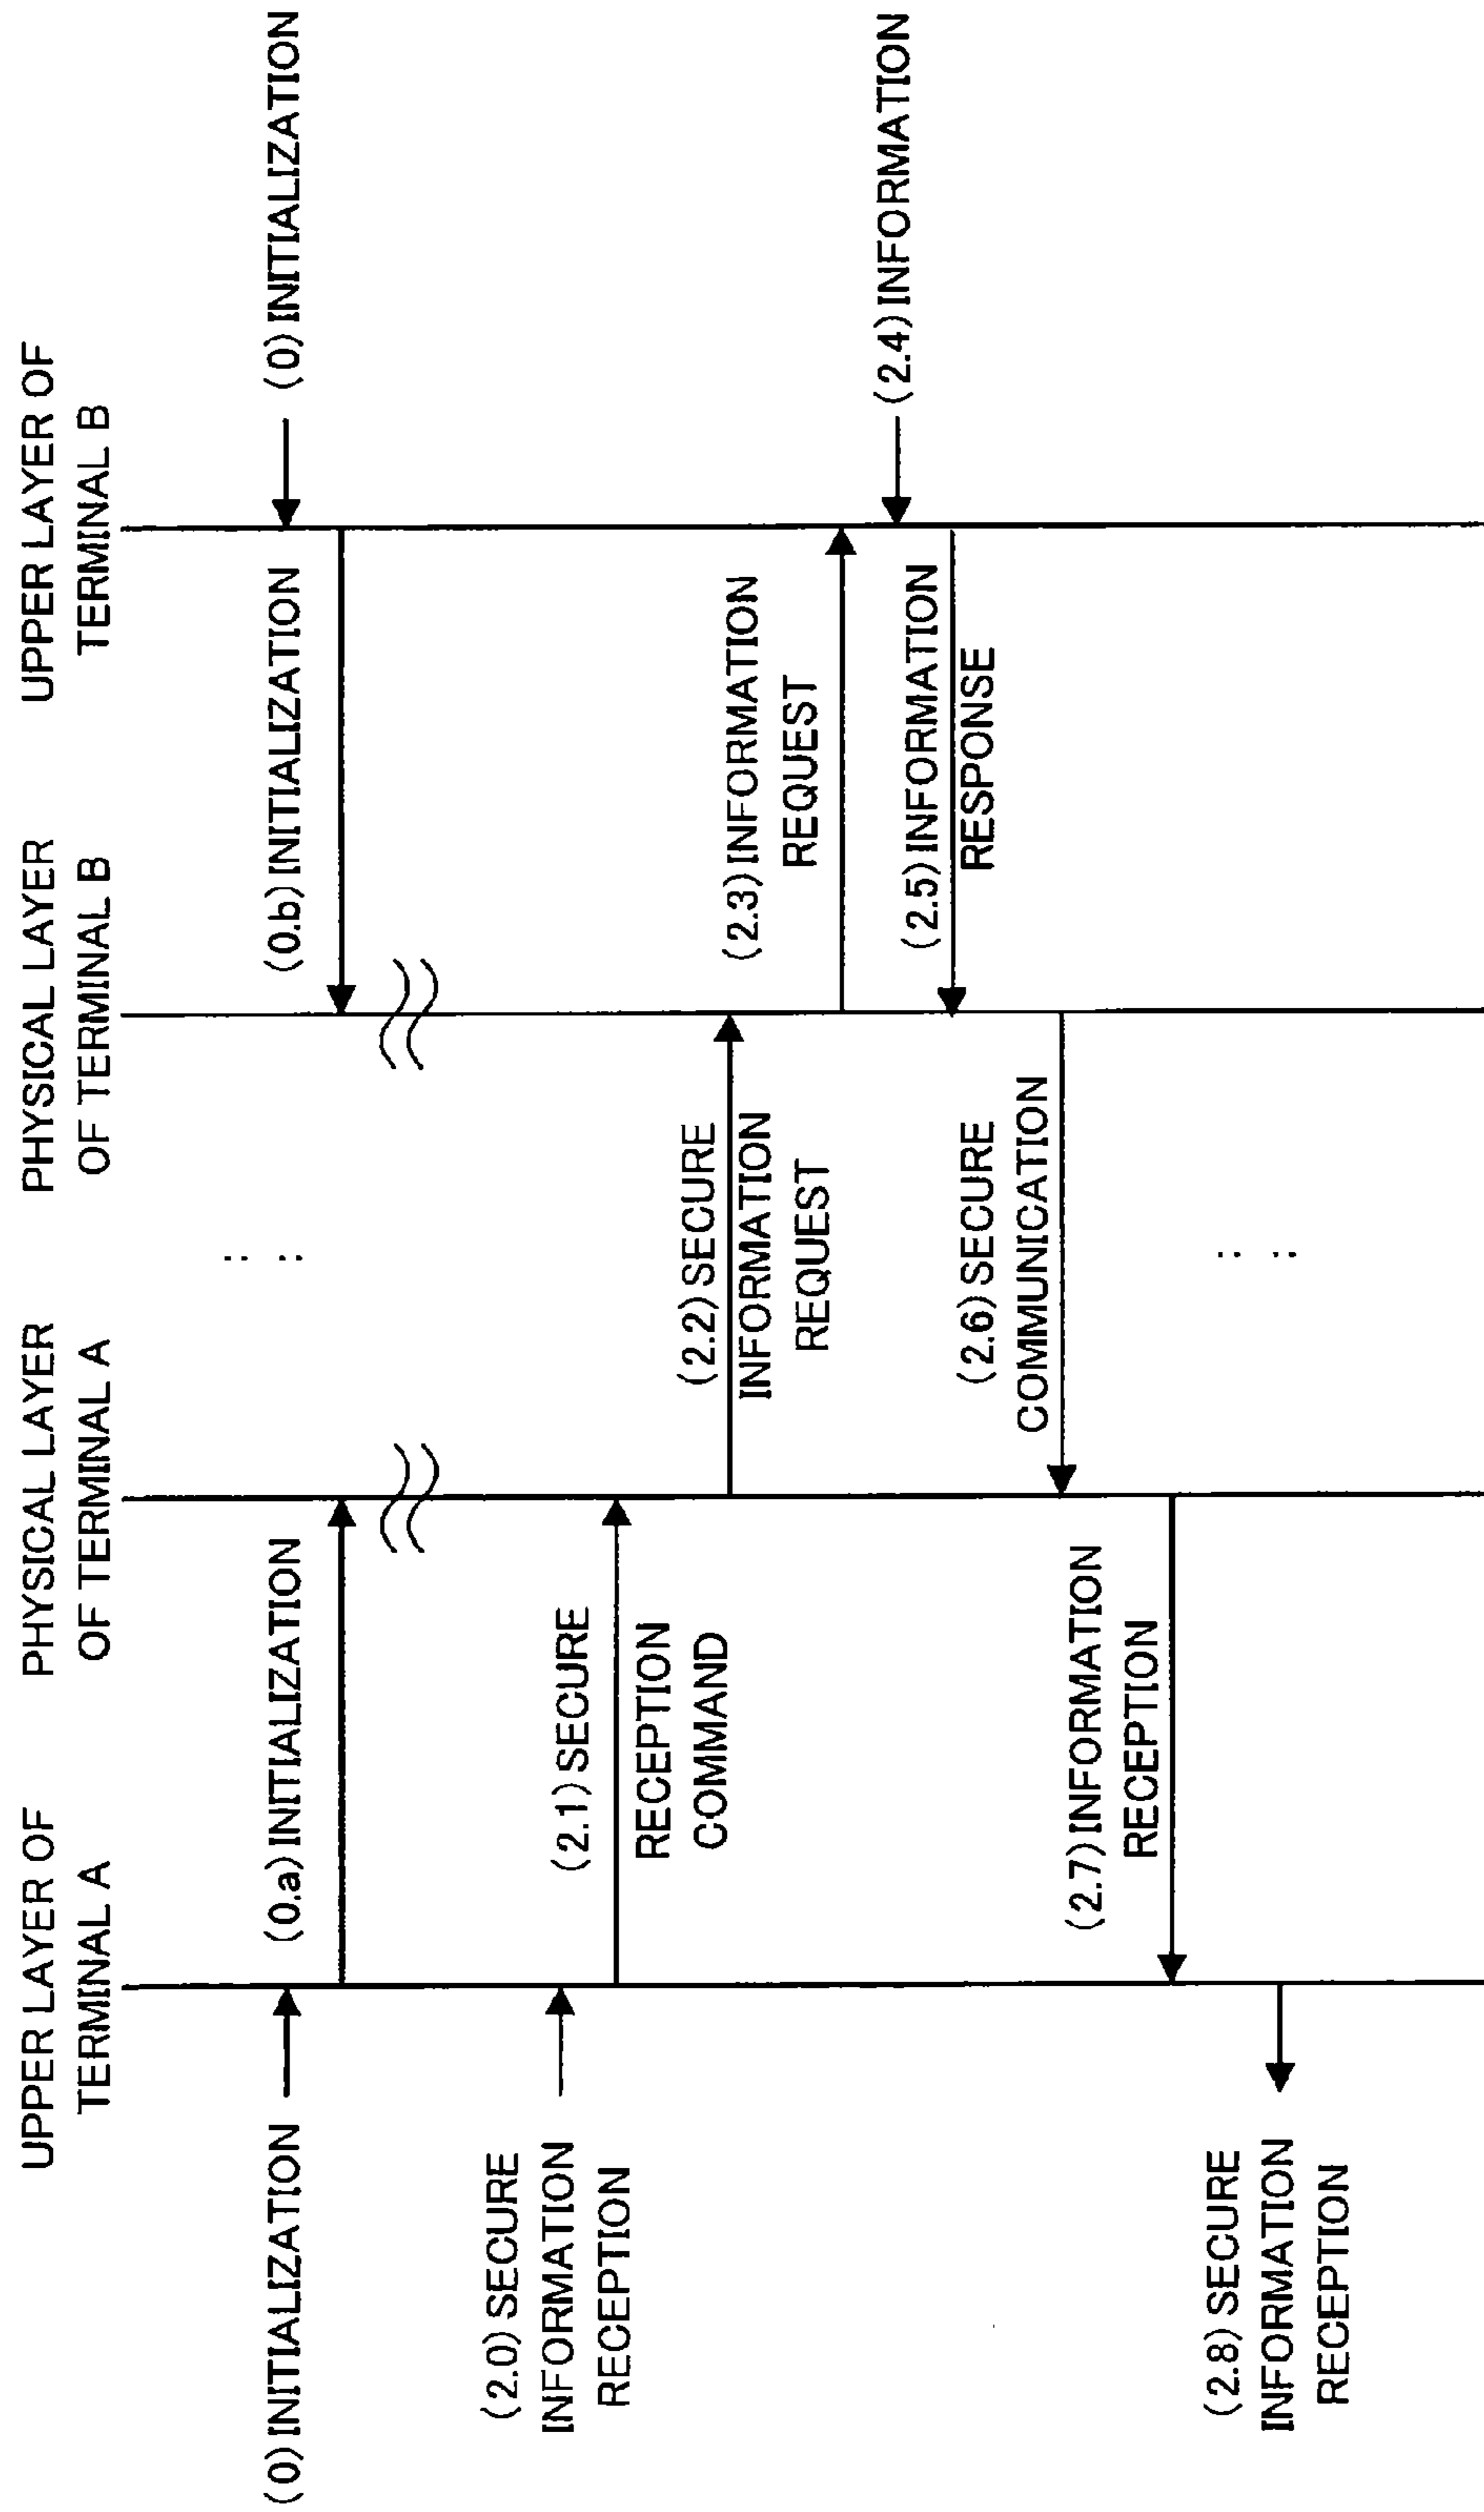 UPPER LAYER OF
TERMINAL A
PHYSICAL LAYER
OF TERMINAL A
PHYSICAL LAYER
OF TERMINAL B
UPPER LAYER OF
TERMINAL B
(0)INITIALIZATION
(0.a)INITIALIZATION
(0.b)INITIALIZATION
(0)INITIALIZATION
(2.0)SECURE
INFORMATION
RECEPTION
(2.1)SECURE
RECEPTION
COMMAND
(2.2)SECURE
INFORMATION
REQUEST
(2.3)INFORMATION
REQUEST
(2.4)INFORMATION
(2.5)INFORMATION
RESPONSE
(2.6)SECURE
COMMUNICATION
(2.7)INFORMATION
RECEPTION
(2.8)SECURE
INFORMATION
RECEPTION